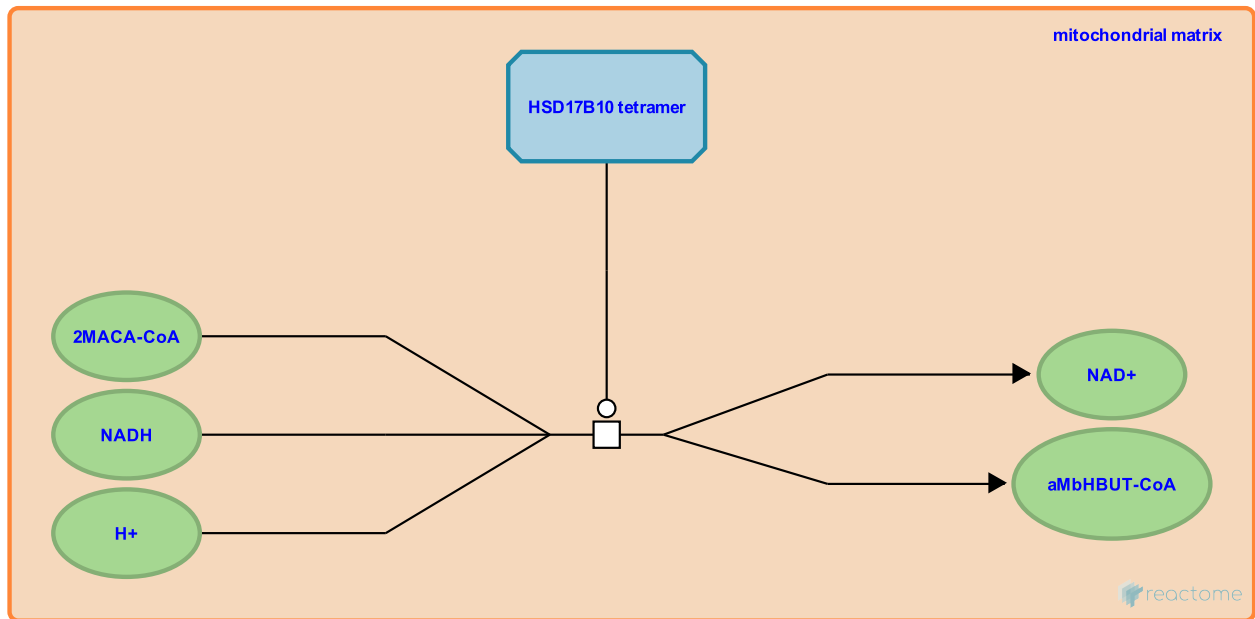 mitochondrial matrix
HSD17B10 tetramer
2MACA-CoA
NADH
H+
NAD+
aMbHBUT-CoA
reactome